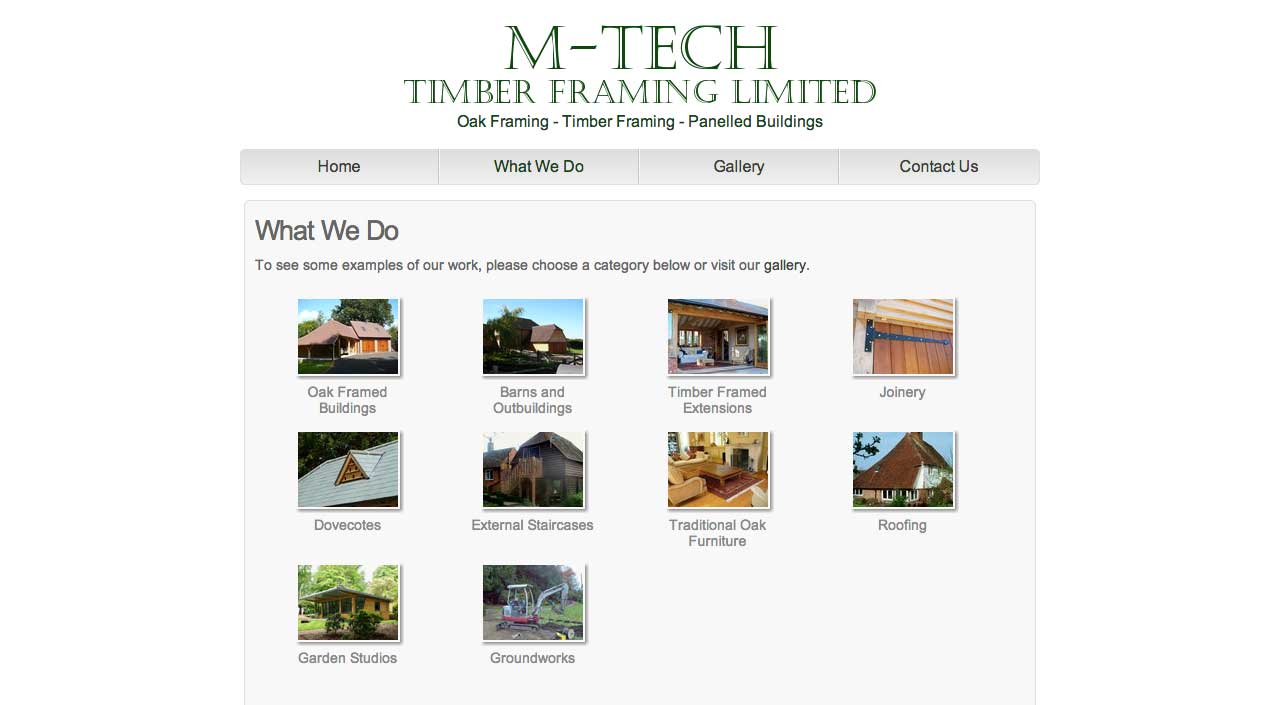 M-TECH
TIMBER FRAMING LIMITED
Oak Framing - Timber Framing - Panelled Buildings
Home
What We Do
Gallery
Contact Us
What We Do
To see some examples of our work, please choose a category below or visit our gallery.
Oak Framed
Buildings
Barns and
Outbuildings
Timber Framed
Extensions
Joinery
Dovecotes
External Staircases
Traditional Oak
Furniture
Roofing
Garden Studios
Groundworks